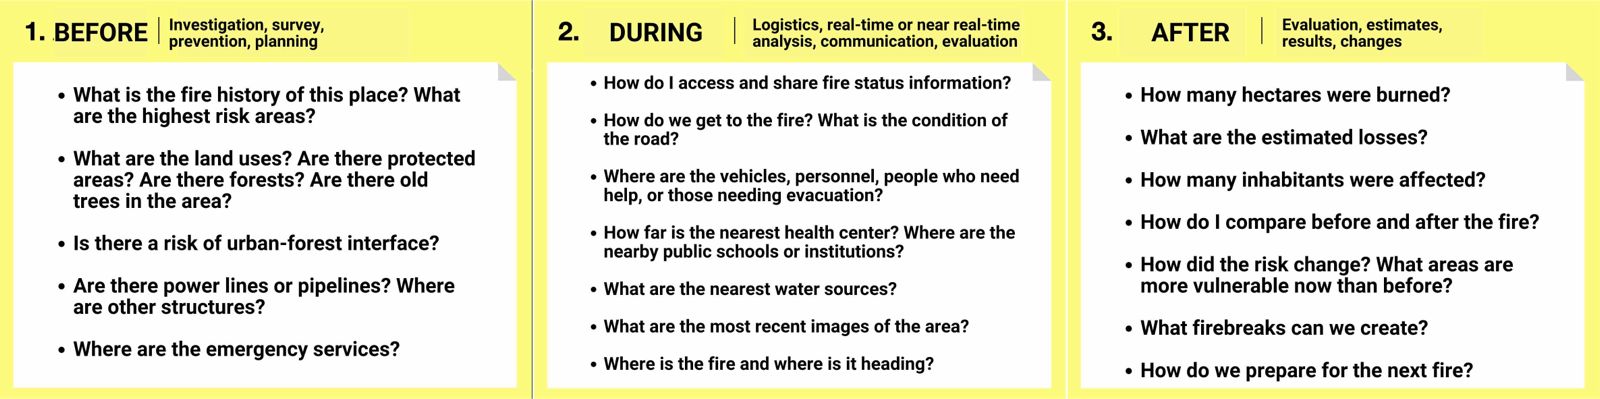 1. BEFORE
Investigation, survey,
prevention, planning
• What is the fire history of this place? What
are the highest risk areas?
• What are the land uses? Are there protected
areas? Are there forests? Are there old
trees in the area?
• Is there a risk of urban-forest interface?
• Are there power lines or pipelines? Where
are other structures?
• Where are the emergency services?
2. DURING
Logistics, real-time or near real-time
analysis, communication, evaluation
• How do I access and share fire status information?
• How do we get to the fire? What is the condition of
the road?
• Where are the vehicles, personnel, people who need
help, or those needing evacuation?
• How far is the nearest health center? Where are the
nearby public schools or institutions?
• What are the nearest water sources?
• What are the most recent images of the area?
• Where is the fire and where is it heading?
3. AFTER
Evaluation, estimates,
results, changes
• How many hectares were burned?
• What are the estimated losses?
• How many inhabitants were affected?
• How do I compare before and after the fire?
• How did the risk change? What areas are
more vulnerable now than before?
• What firebreaks can we create?
• How do we prepare for the next fire?